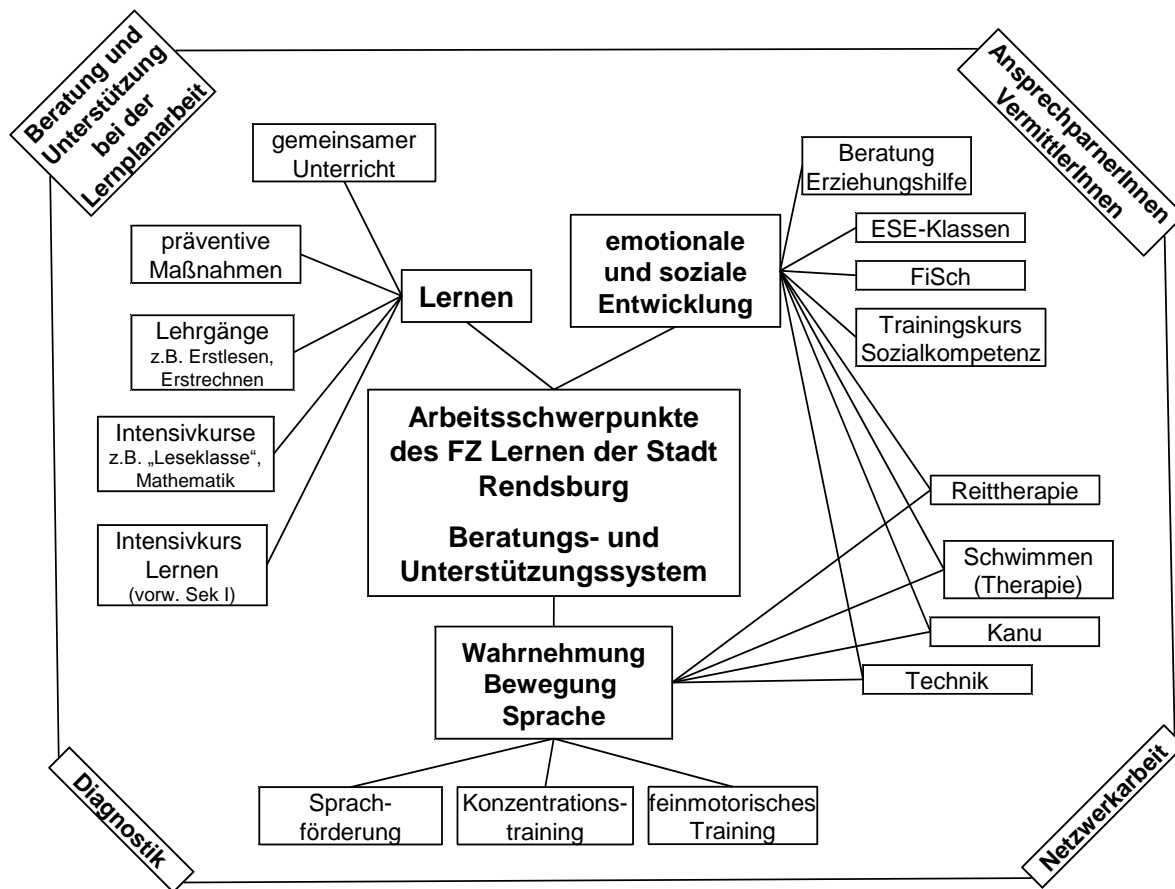 Beratung und
Unterstützung
bei der
Lernplanarbeit
AnsprechparnerInnen
VermittlerInnen
gemeinsamer
Unterricht
präventive
Maßnahmen
Lehrgänge
z.B. Erstlesen,
Erstrechnen
Intensivkurse
z.B. „Leseklasse“,
Mathematik
Intensivkurs
Lernen
(vorw. Sek I)
Lernen
emotionale
und soziale
Entwicklung
Beratung
Erziehungshilfe
ESE-Klassen
FiSch
Trainingskurs
Sozialkompetenz
Arbeitsschwerpunkte
des FZ Lernen der Stadt
Rendsburg
Beratungs- und
Unterstützungssystem
Reittherapie
Schwimmen
(Therapie)
Kanu
Technik
Wahrnehmung
Bewegung
Sprache
Sprach-
förderung
Konzentrations-
training
feinmotorisches
Training
Diagnostik
Netzwerkarbeit